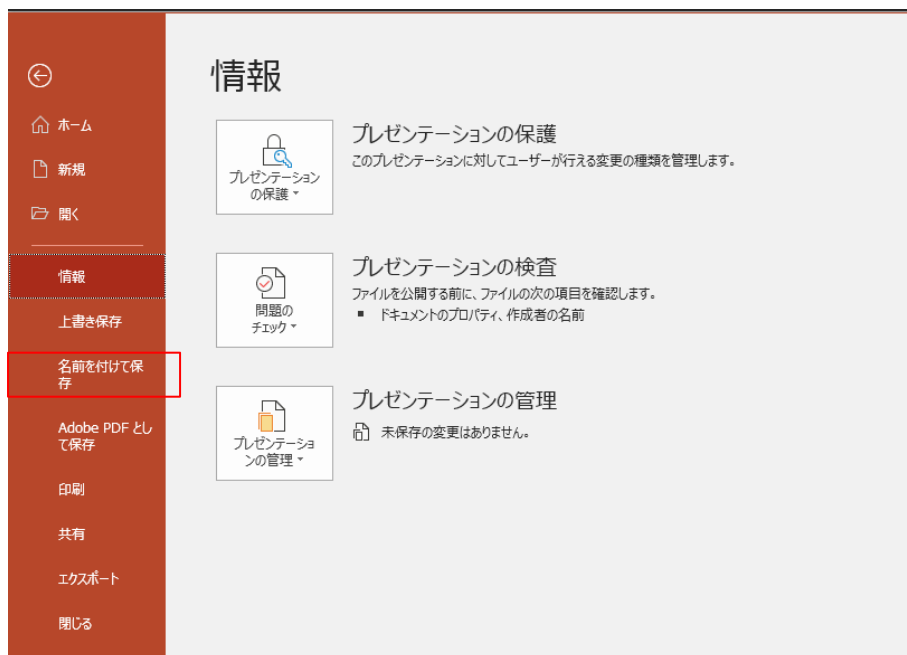 情報
ホーム
新規
開く
情報
上書き保存
名前を付けて保
存
Adobe PDF とし
て保存
印刷
共有
エクスポート
閉じる
プレゼンテーション
の保護
プレゼンテーションの保護
このプレゼンテーションに対してユーザーが行える変更の種類を管理します。
問題の
チェック
プレゼンテーションの検査
ファイルを公開する前に、ファイルの次の項目を確認します。
■ ドキュメントのプロパティ、作成者の名前
プレゼンテーショ
ンの管理
プレゼンテーションの管理
未保存の変更はありません。